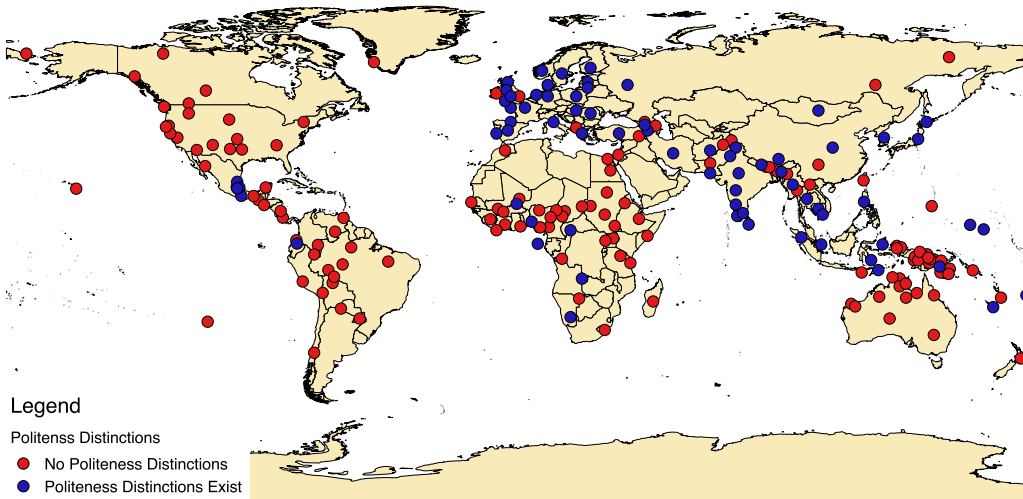 Legend
Politenss Distinctions
No Politeness Distinctions
Politeness Distinctions Exist